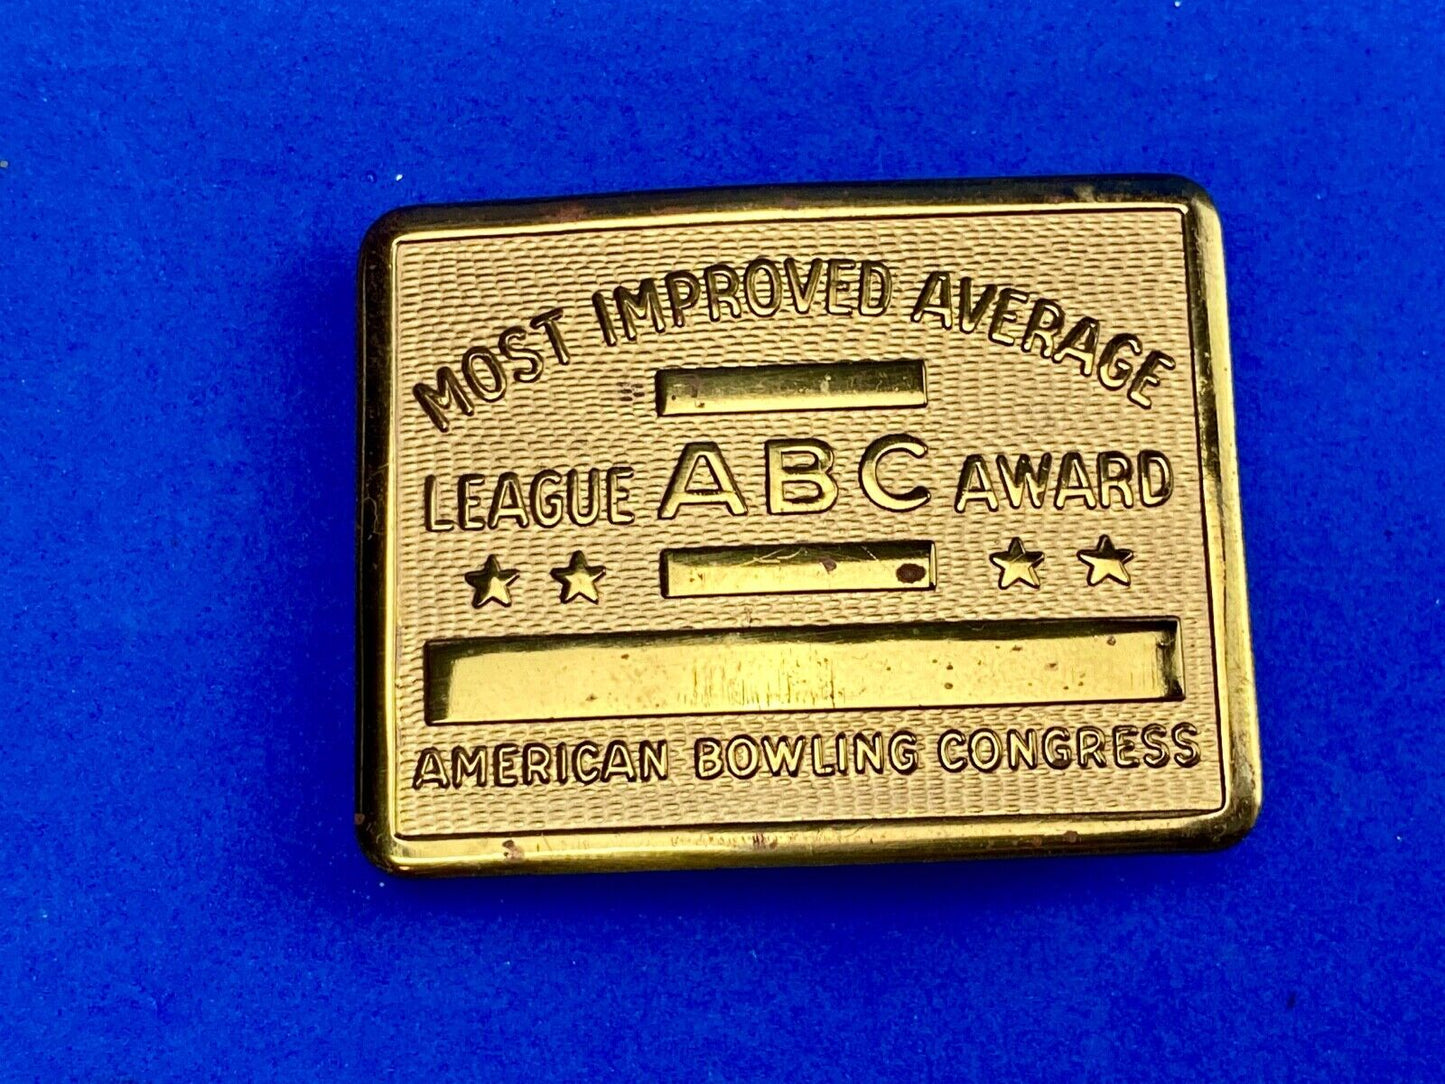 MOST IMPROVED AVERAGE
LEAGUE ABC AWARD
AMERICAN BOWLING CONGRESS